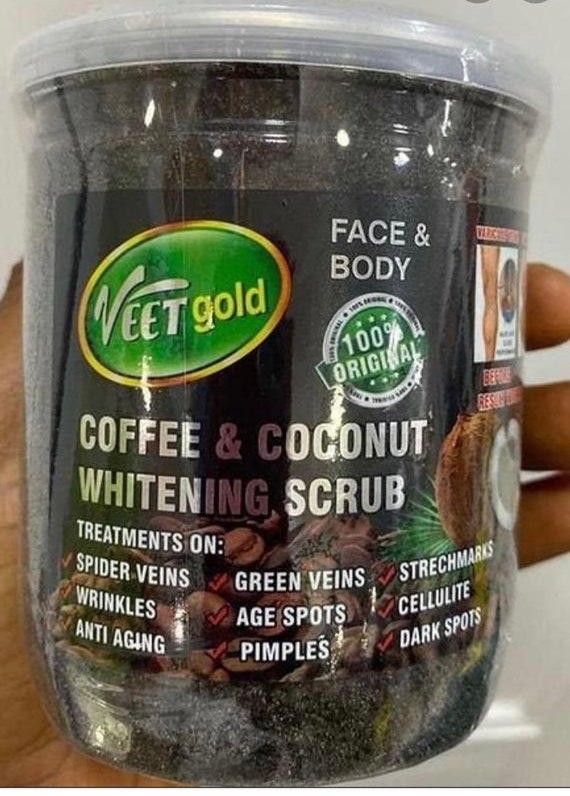 VEET gold
FACE &
BODY
100%
ORIGINAL
COFFEE & COCONUT
WHITENING SCRUB
TREATMENTS ON:
SPIDER VEINS
WRINKLES
ANTI AGING
GREEN VEINS
AGE SPOTS
PIMPLES
STRECHMARKS
CELLULITE
DARK SPOTS